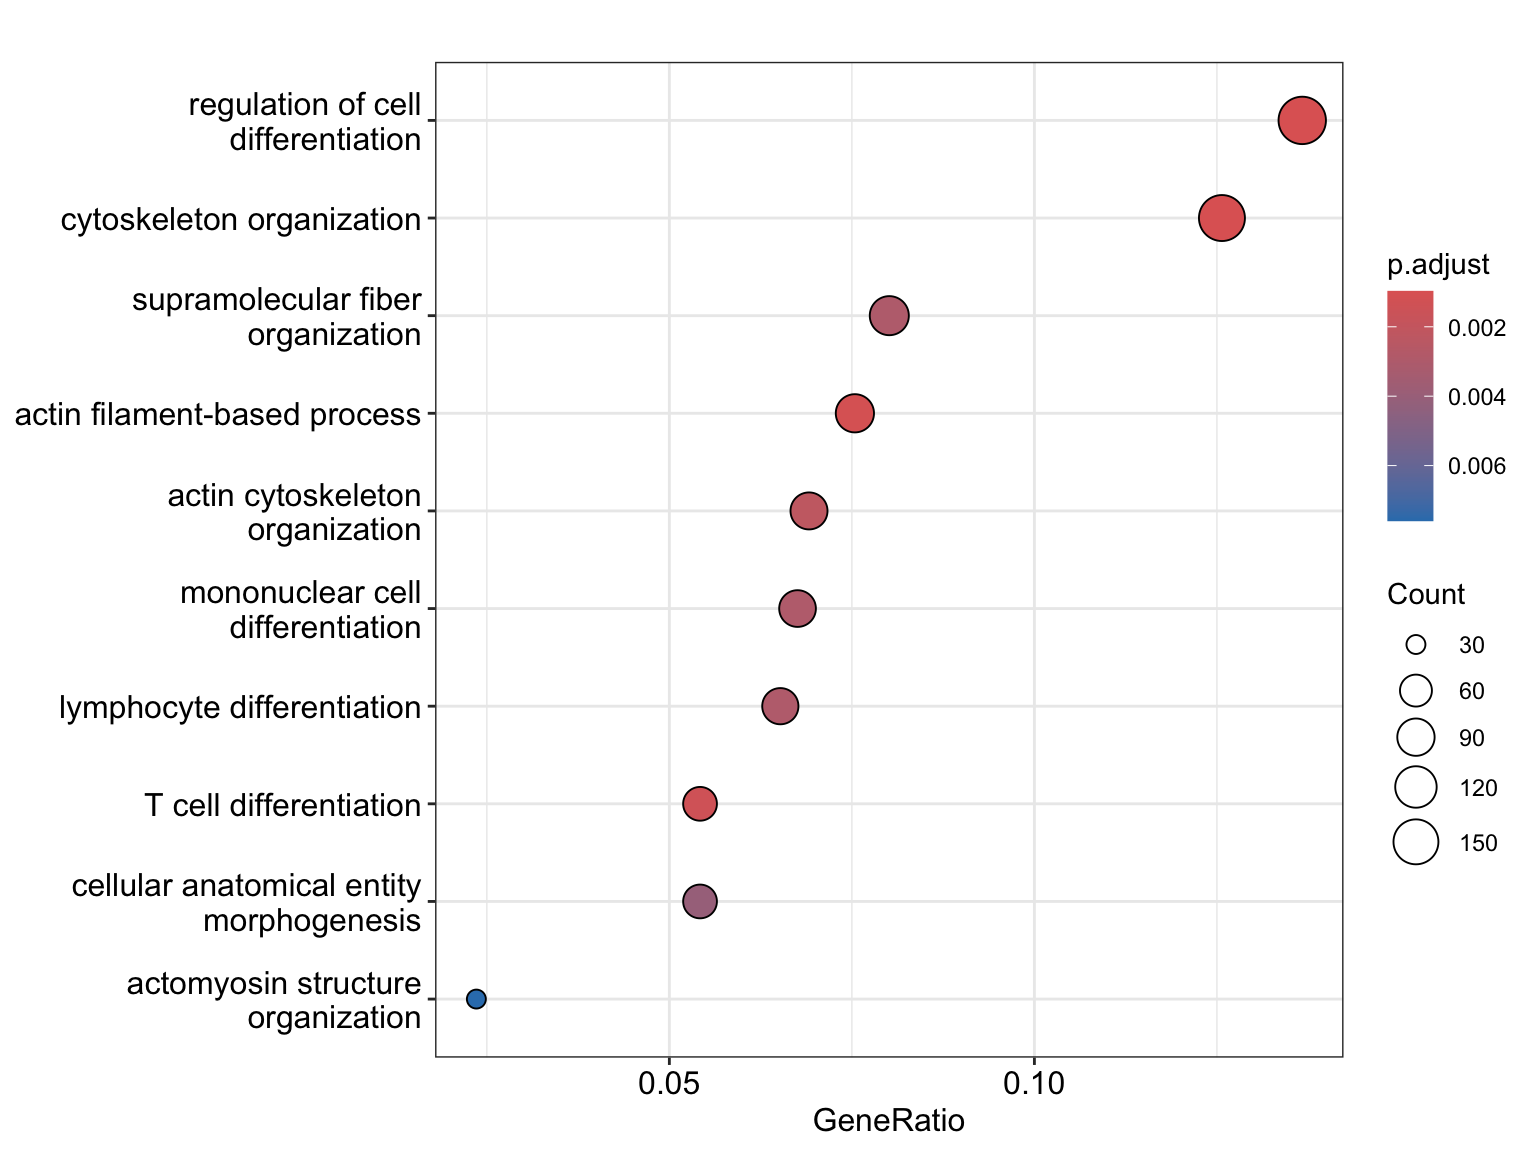 regulation of cell
differentiation
cytoskeleton organization
supramolecular fiber
organization
actin filament-based process
actin cytoskeleton
organization
mononuclear cell
differentiation
lymphocyte differentiation
T cell differentiation
cellular anatomical entity
morphogenesis
actomyosin structure
organization
0.05
0.10
GeneRatio
p.adjust
0.002
0.004
0.006
Count
30
60
90
120
150